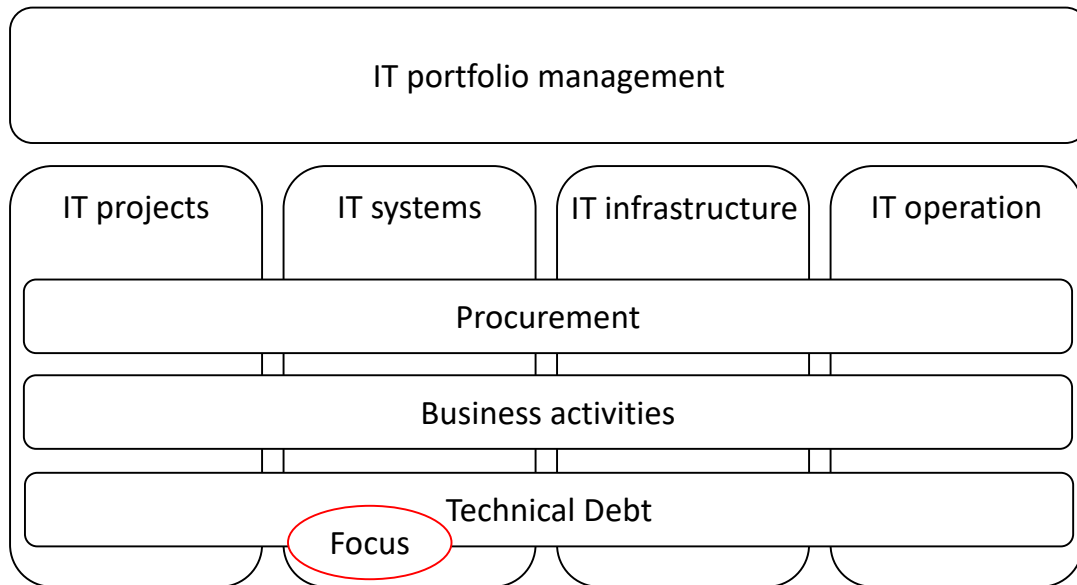 IT portfolio management
IT projects
IT systems
IT infrastructure
IT operation
Procurement
Business activities
Technical Debt
Focus